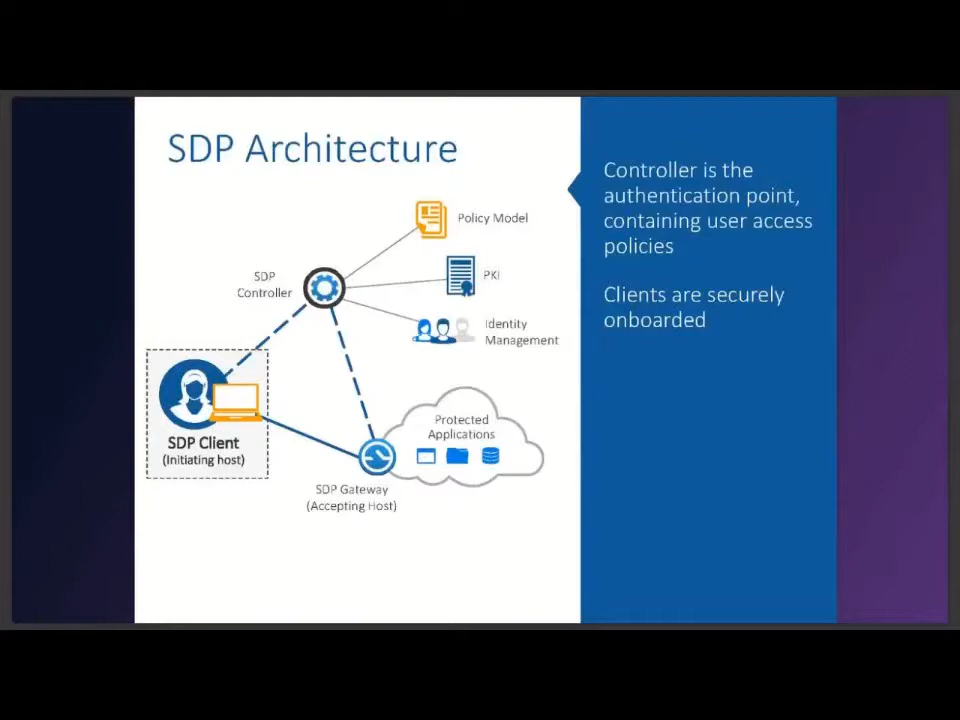 SDP Architecture
Policy Model
SDP
Controller
PKI
Identity
Management
SDP Client
(Initiating host)
Protected
Applications
SDP Gateway
(Accepting Host)
Controller is the
authentication point,
containing user access
policies
Clients are securely
onboarded